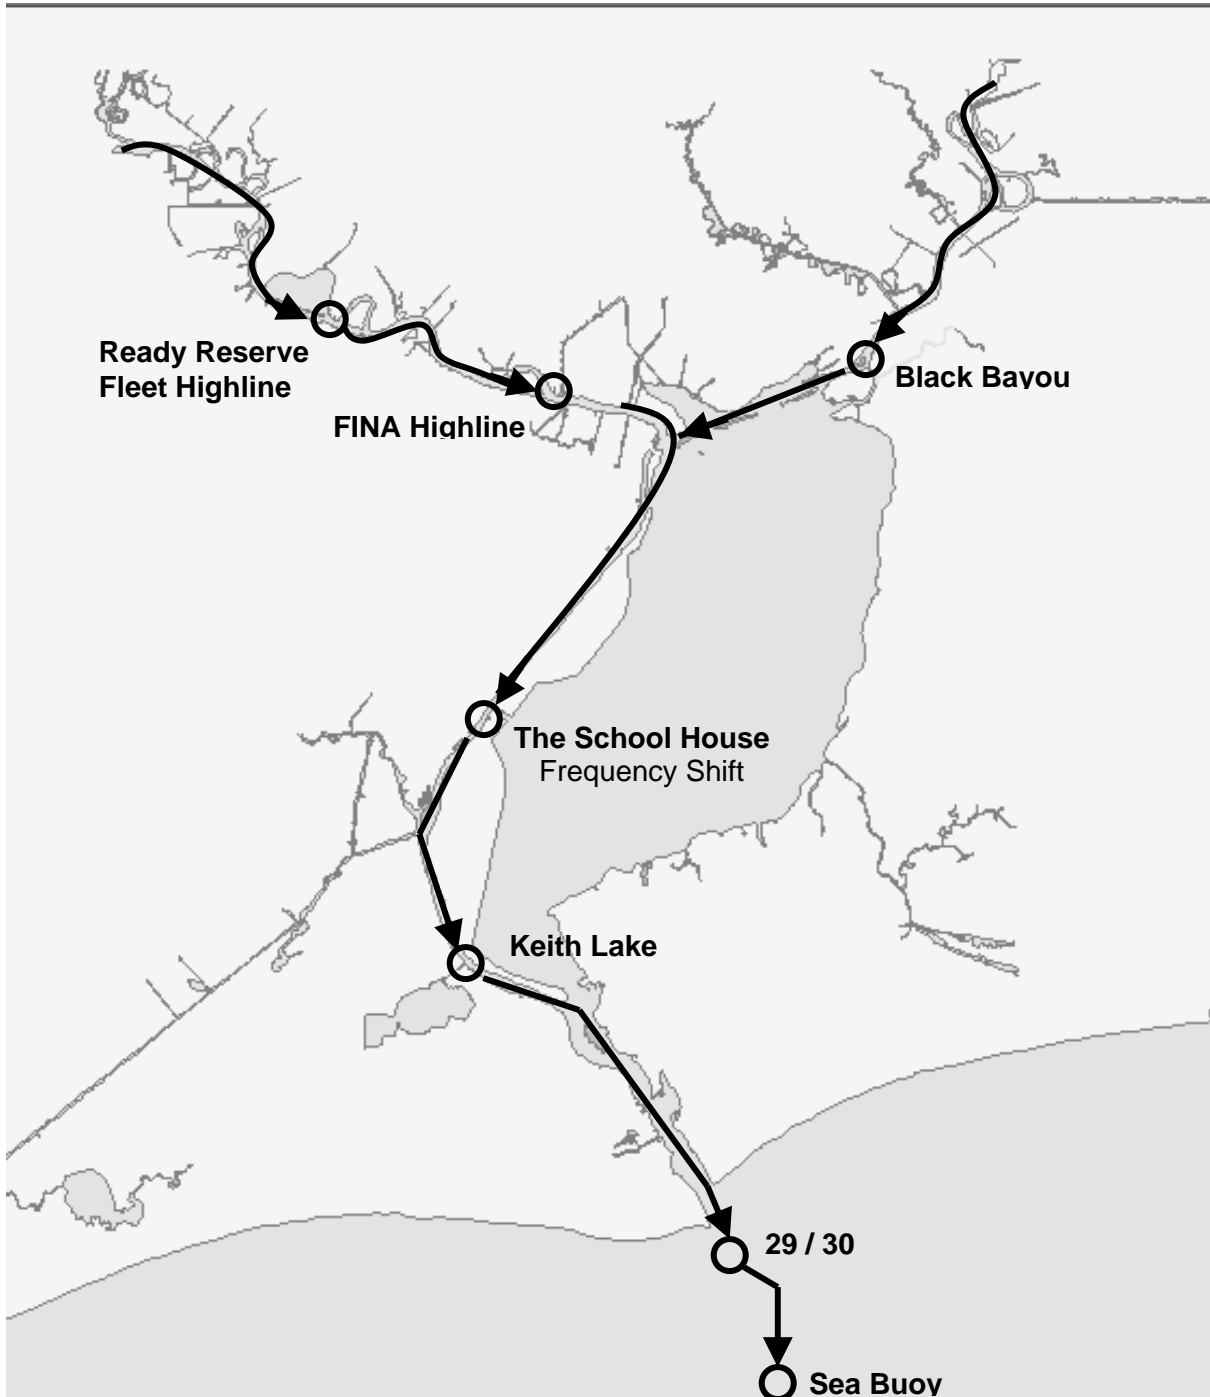 Ready Reserve
Fleet Highline
Black Bayou
FINA Highline
The School House
Frequency Shift
Keith Lake
29 / 30
Sea Buoy